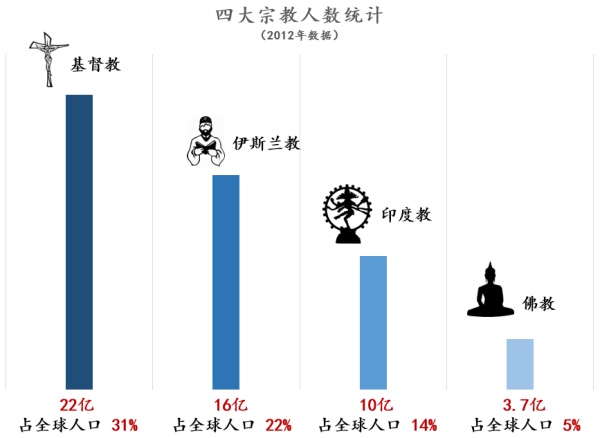 四大宗教人数统计
(2012年数据)
基督教
伊斯兰教
印度教
佛教
22亿
占全球人口 31%
16亿
占全球人口 22%
10亿
占全球人口 14%
3.7亿
占全球人口 5%